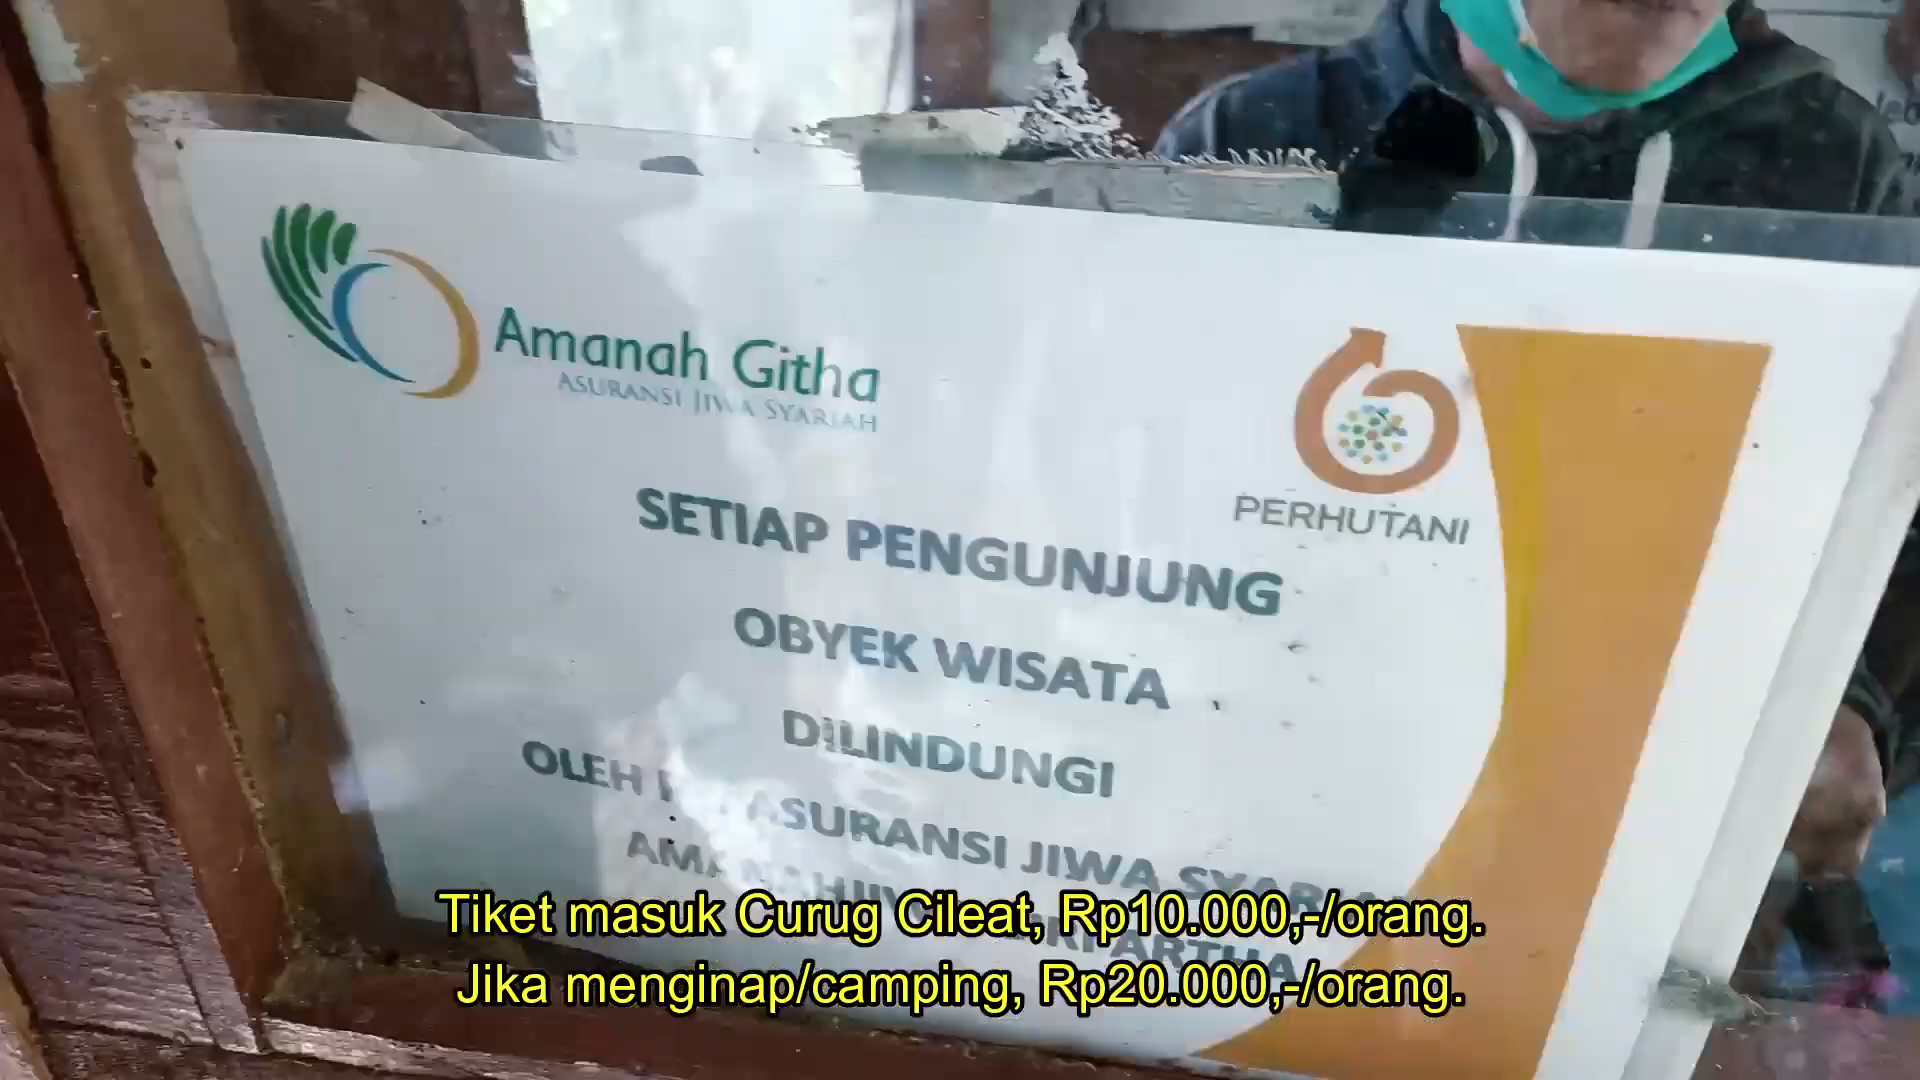 Amanah Githa
ASURANSI JIWA SYARIAH
PERHUTANI
SETIAP PENGUNJUNG
OBYEK WISATA
DILINDUNGI
OLEH ASURANSI JIWA SYARIAH
Tiket masuk Curug Cileat, Rp10.000,-/orang.
Jika menginap/camping, Rp20.000,-/orang.